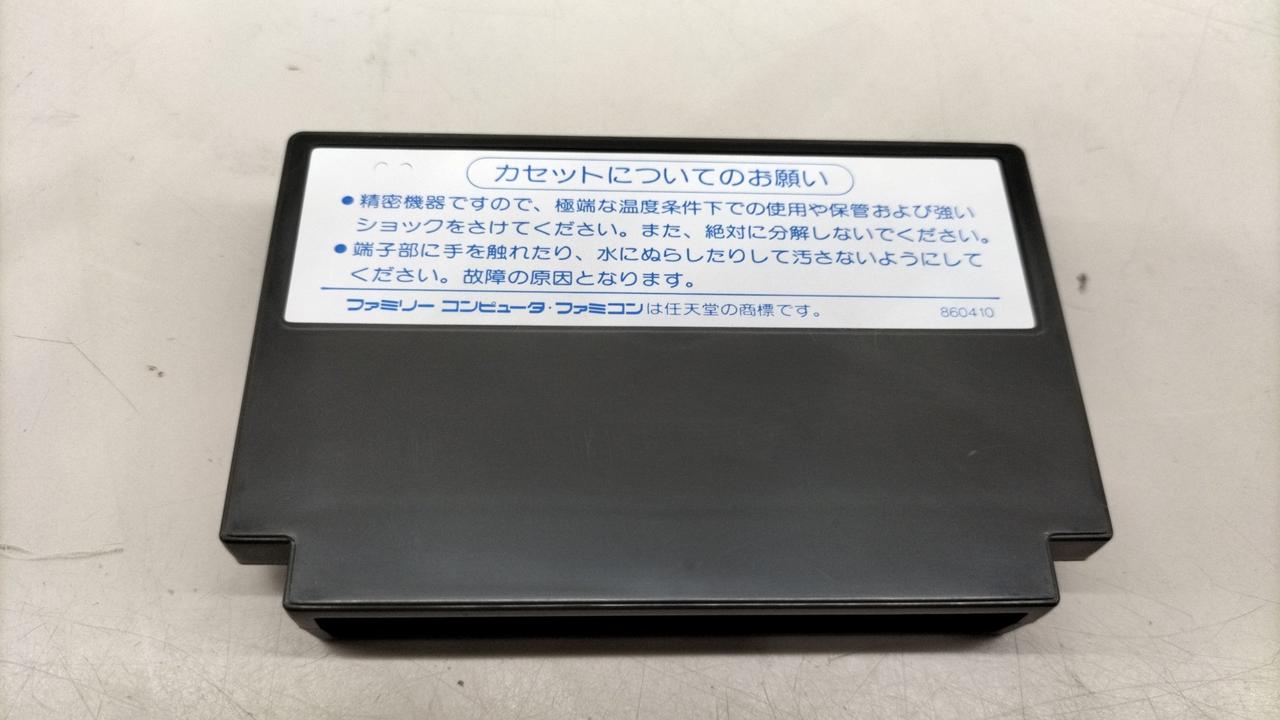 カセットについてのお願い
●精密機器ですので、極端な温度条件下での使用や保管および強い
ショックをさけてください。また、絶対に分解しないでください。
●端子部に手を触れたり、水にぬらしたりして汚さないようにして
ください。故障の原因となります。
ファミリー コンピュータ・ファミコンは任天堂の商標です。 860410